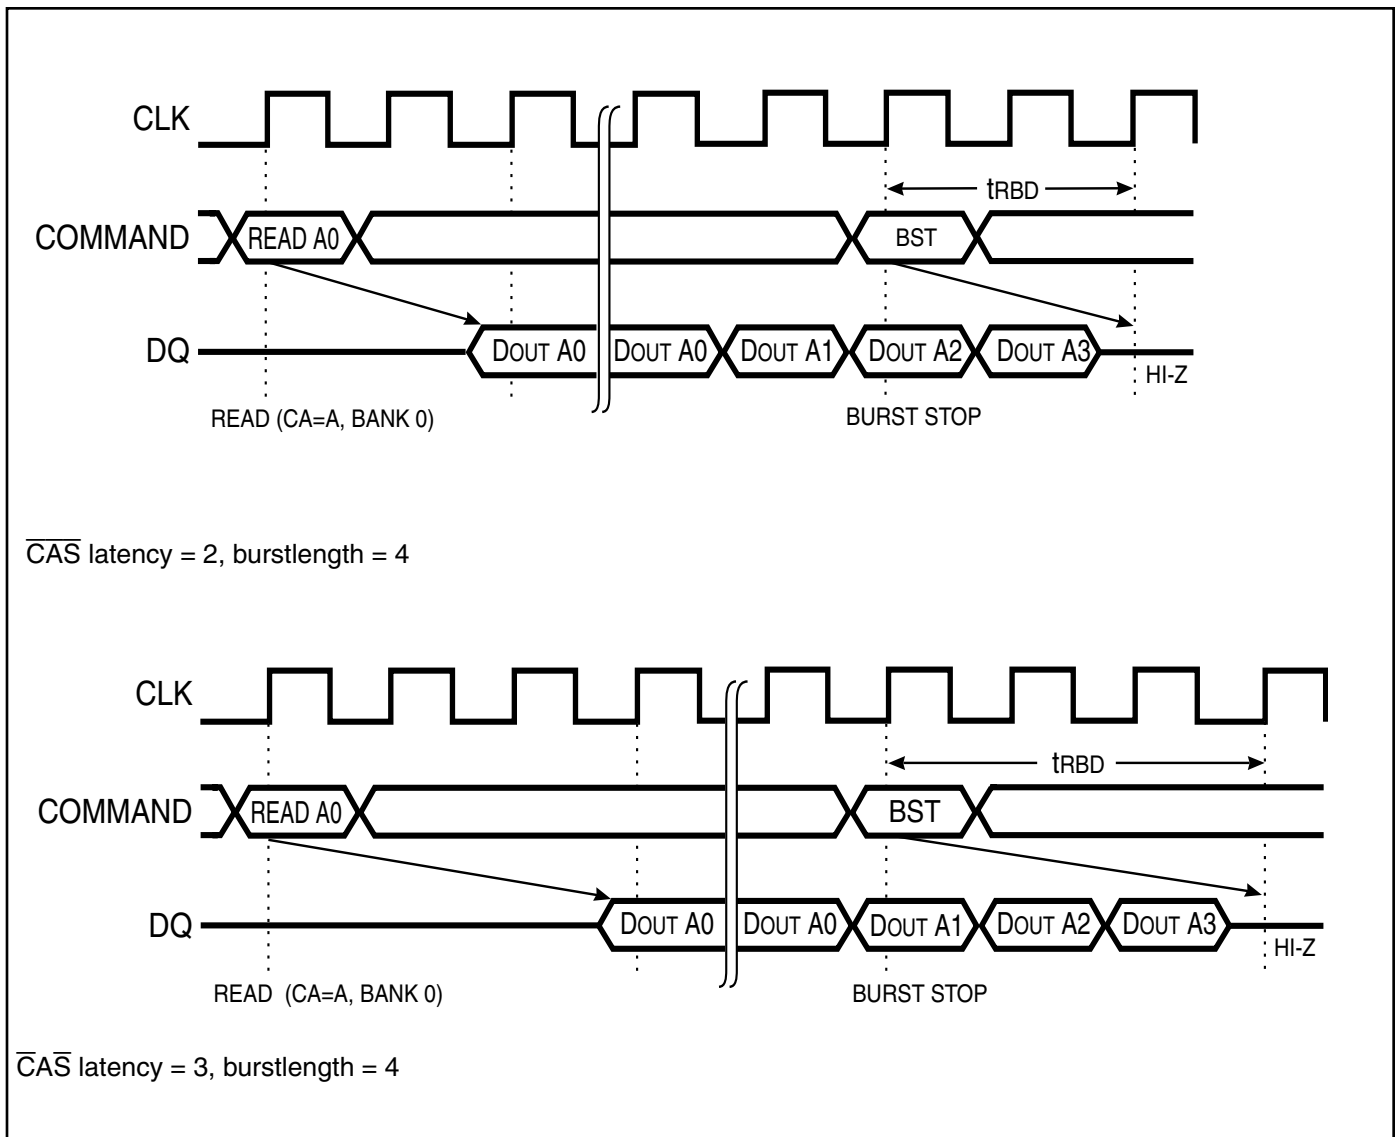 CLK
tRBD
COMMAND READ A0 BST
DQ DOUT A0 DOUT A0 DOUT A1 DOUT A2 DOUT A3 HI-Z
READ (CA=A, BANK 0) BURST STOP
C̅A̅S̅ latency = 2, burstlength = 4
CLK
tRBD
COMMAND READ A0 BST
DQ DOUT A0 DOUT A0 DOUT A1 DOUT A2 DOUT A3 HI-Z
READ (CA=A, BANK 0) BURST STOP
C̅AS̅ latency = 3, burstlength = 4